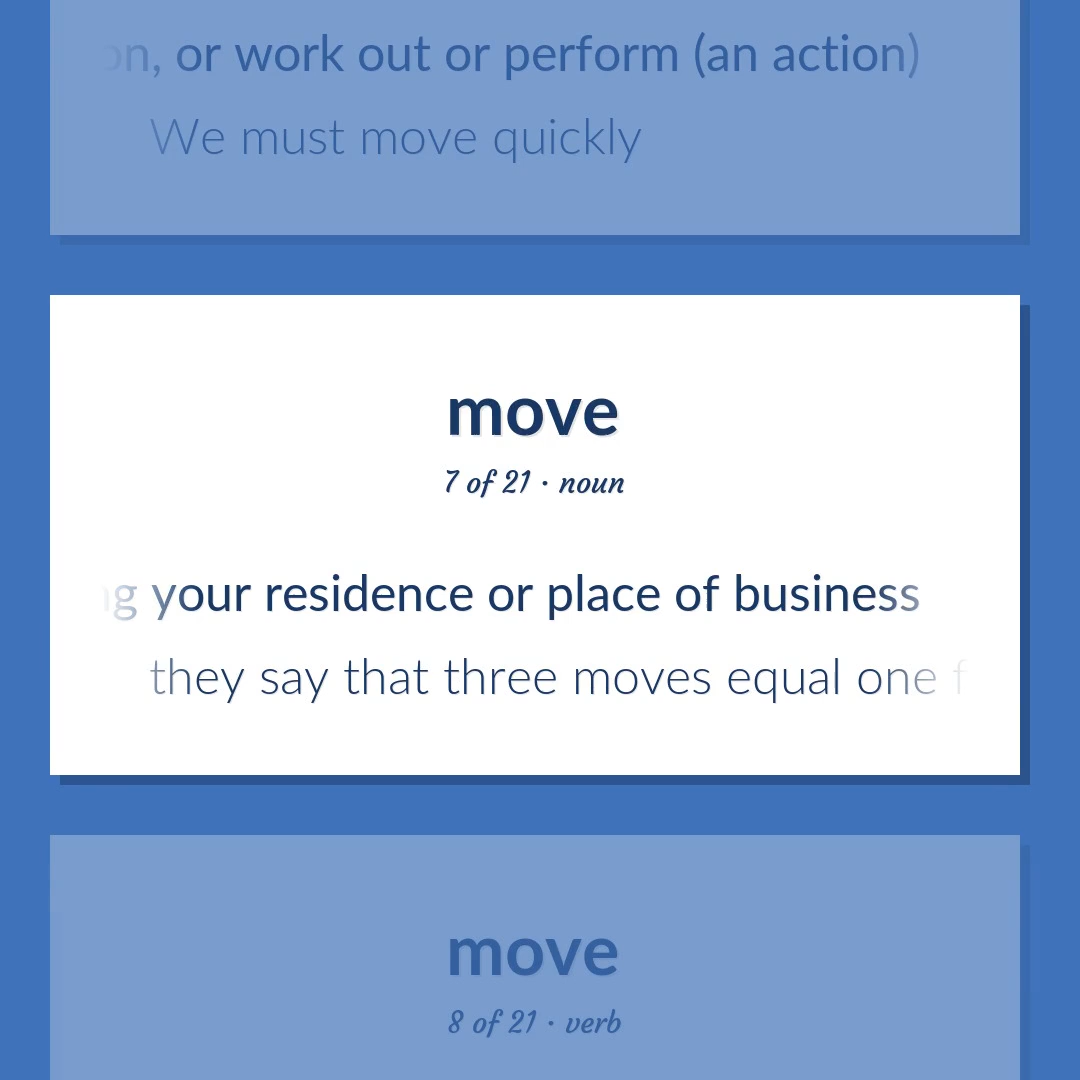 or work out or perform (an action)
We must move quickly
move
7 of 21 · noun
your residence or place of business
they say that three moves equal one
move
8 of 21 · verb